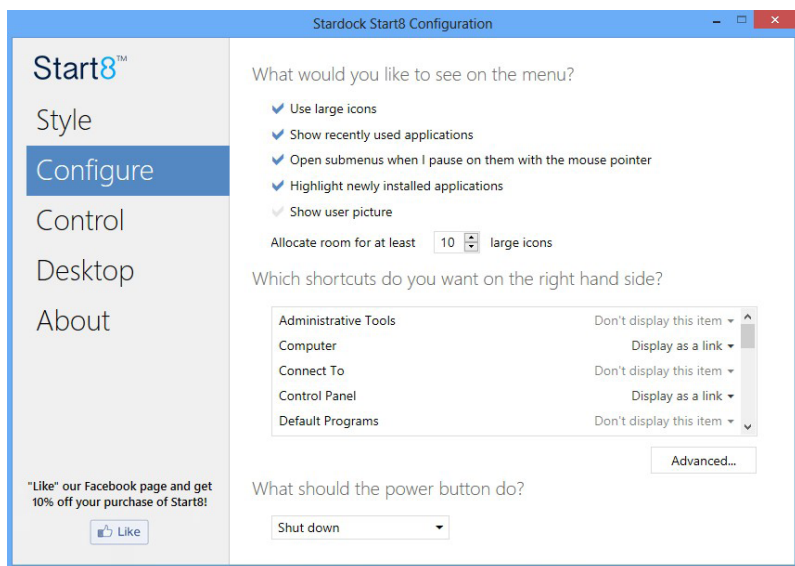 Stardock Start8 Configuration
Start8™
Style
Configure
Control
Desktop
About
"Like" our Facebook page and get
10% off your purchase of Start8!
Like
What would you like to see on the menu?
Use large icons
Show recently used applications
Open submenus when I pause on them with the mouse pointer
Highlight newly installed applications
Show user picture
Allocate room for at least 10 large icons
Which shortcuts do you want on the right hand side?
Administrative Tools Don't display this item
Computer Display as a link
Connect To Don't display this item
Control Panel Display as a link
Default Programs Don't display this item
Advanced...
What should the power button do?
Shut down